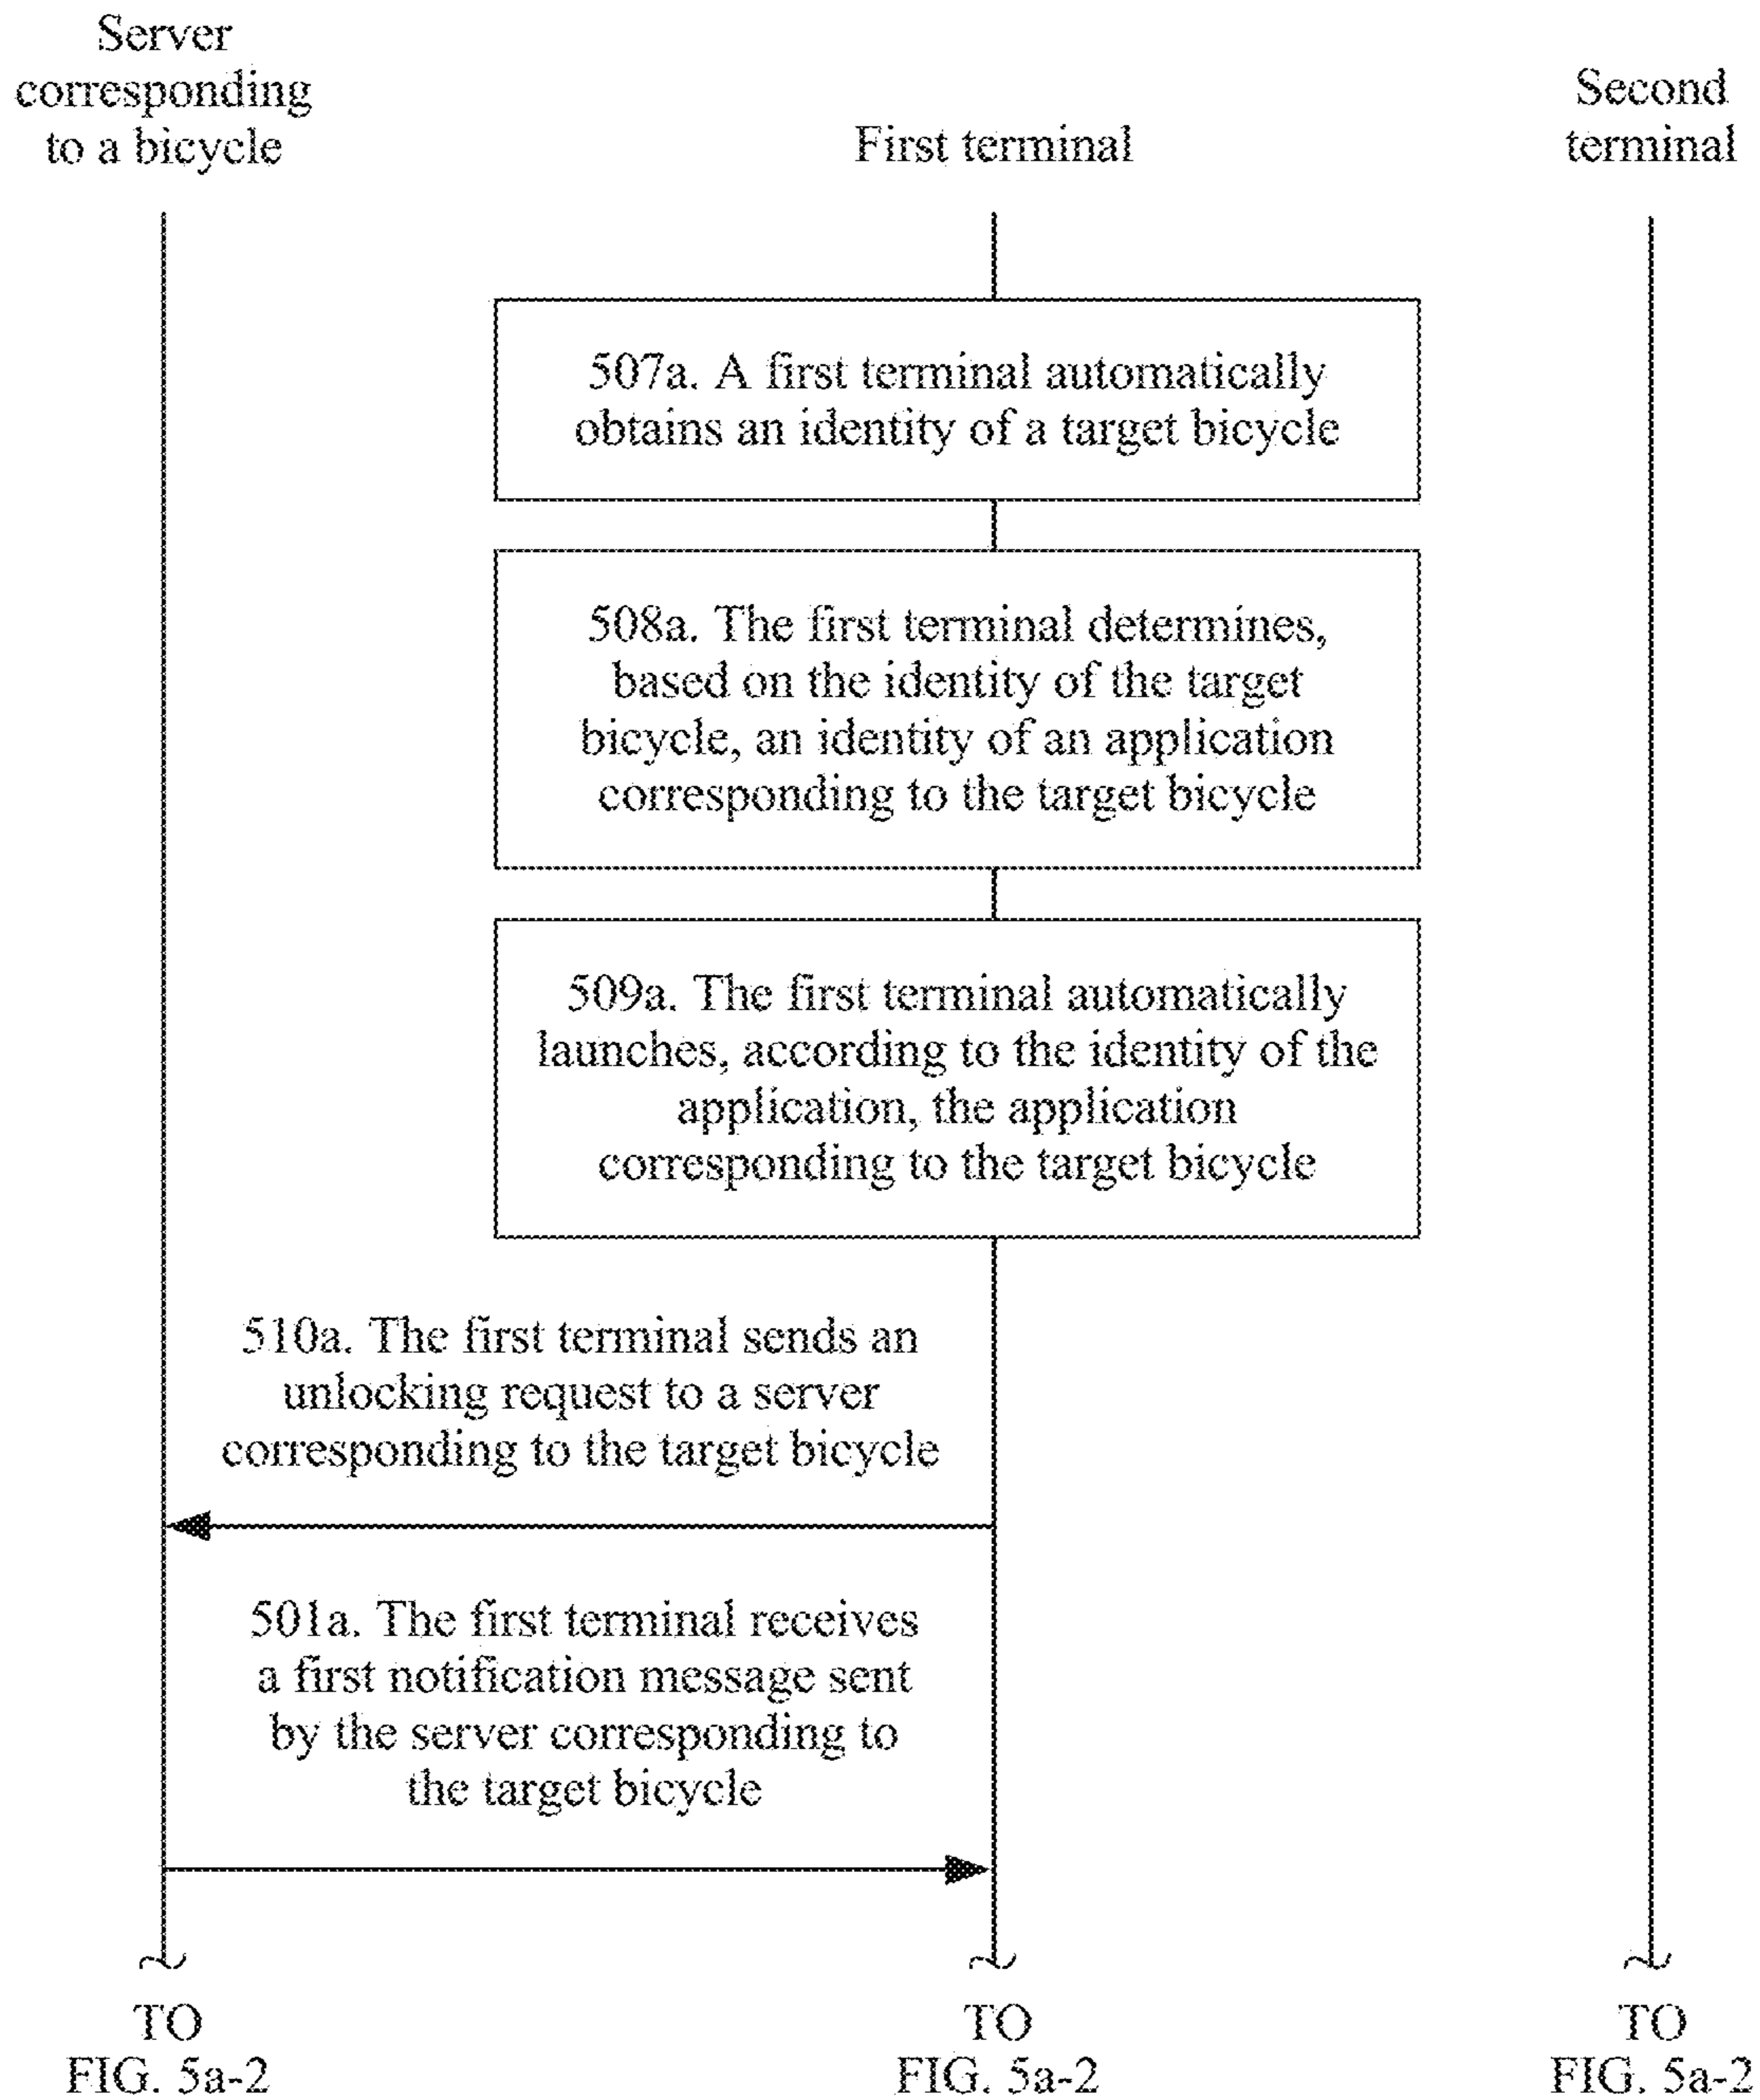 Server
corresponding
to a bicycle
First terminal
Second
terminal
507a. A first terminal automatically
obtains an identity of a target bicycle
508a. The first terminal determines,
based on the identity of the target
bicycle, an identity of an application
corresponding to the target bicycle
509a. The first terminal automatically
launches, according to the identity of the
application, the application
corresponding to the target bicycle
510a. The first terminal sends an
unlocking request to a server
corresponding to the target bicycle
501a. The first terminal receives
a first notification message sent
by the server corresponding to
the target bicycle
TO
FIG. 5a-2
TO
FIG. 5a-2
TO
FIG. 5a-2